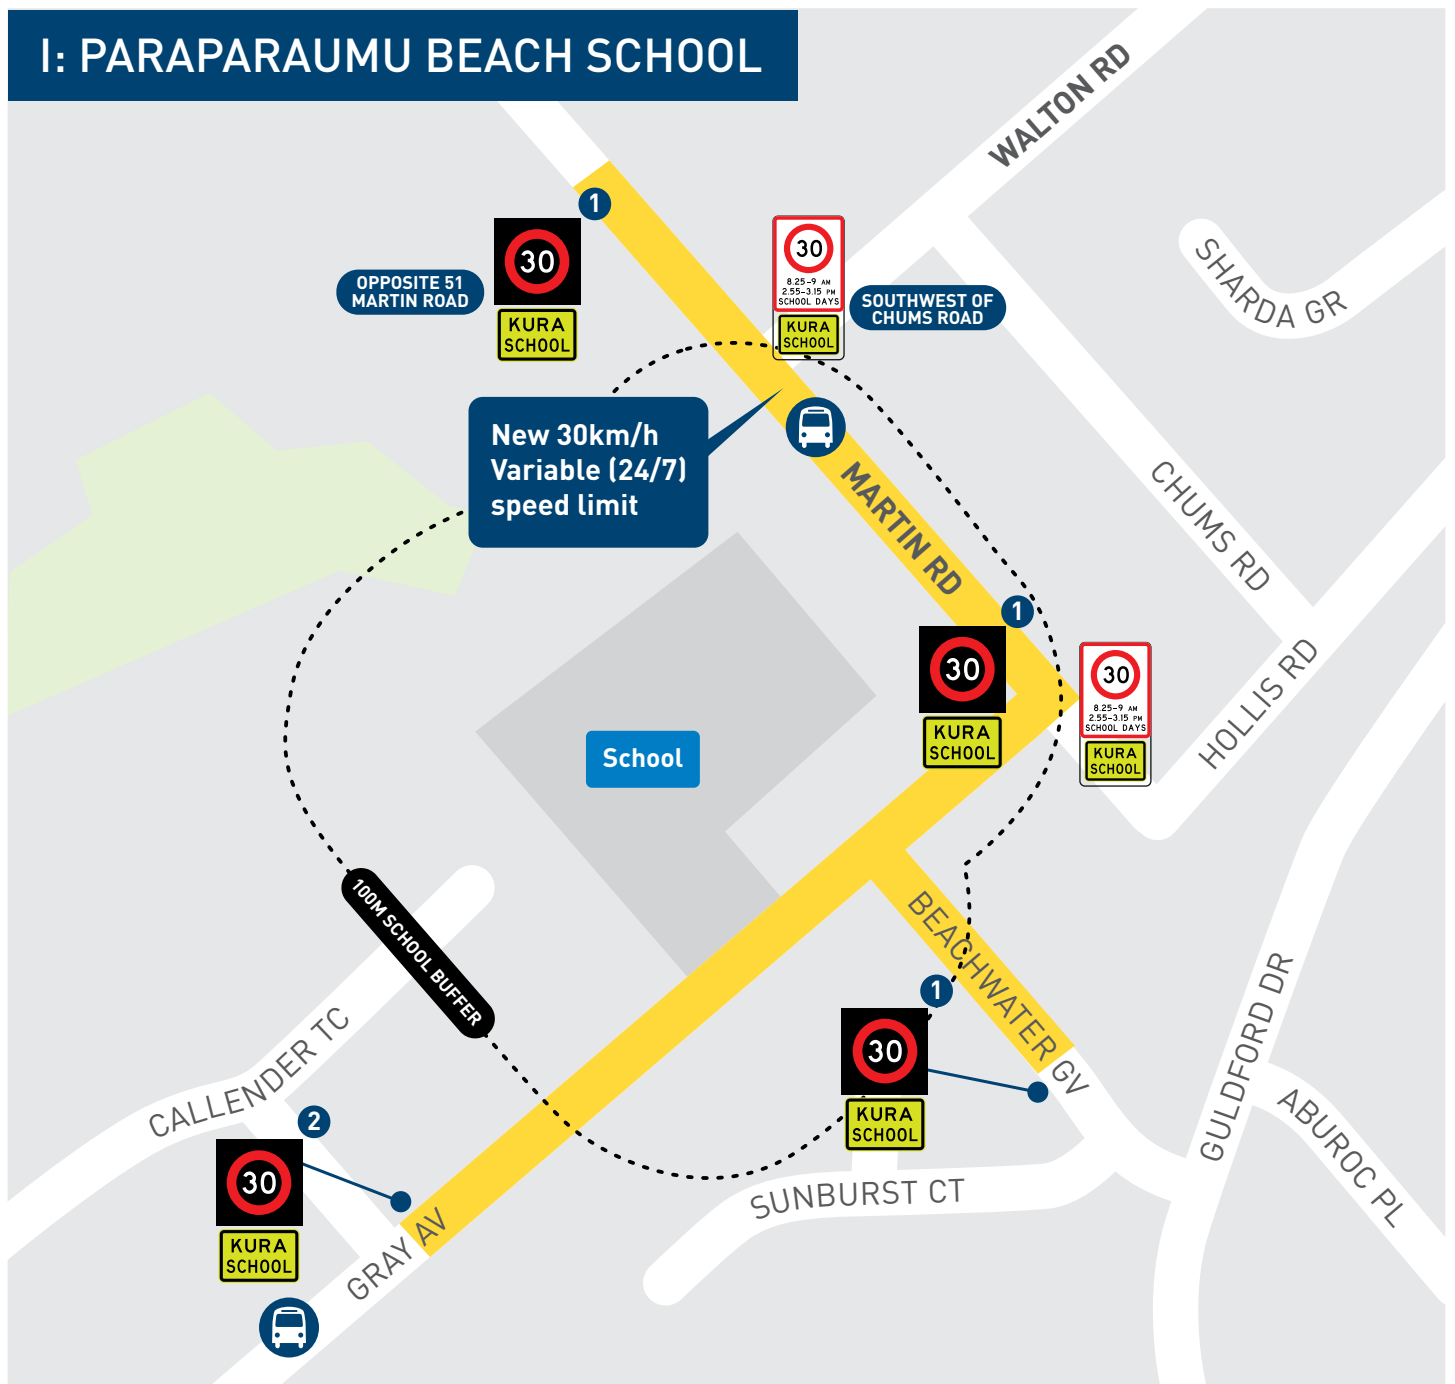 I: PARAPARAUMU BEACH SCHOOL
WALTON RD
1
30
KURA
SCHOOL
OPPOSITE 51
MARTIN ROAD
30
8.25–9 AM
2.55–3.15 PM
SCHOOL DAYS
KURA
SCHOOL
SOUTHWEST OF
CHUMS ROAD
SHARDA GR
New 30km/h
Variable (24/7)
speed limit
MARTIN RD
CHUMS RD
1
30
KURA
SCHOOL
30
8.25–9 AM
2.55–3.15 PM
SCHOOL DAYS
KURA
SCHOOL
HOLLIS RD
School
100M SCHOOL BUFFER
BEACHWATER GV
1
30
KURA
SCHOOL
GULDFORD DR
ABUROC PL
CALLENDER TC
2
30
KURA
SCHOOL
GRAY AV
SUNBURST CT